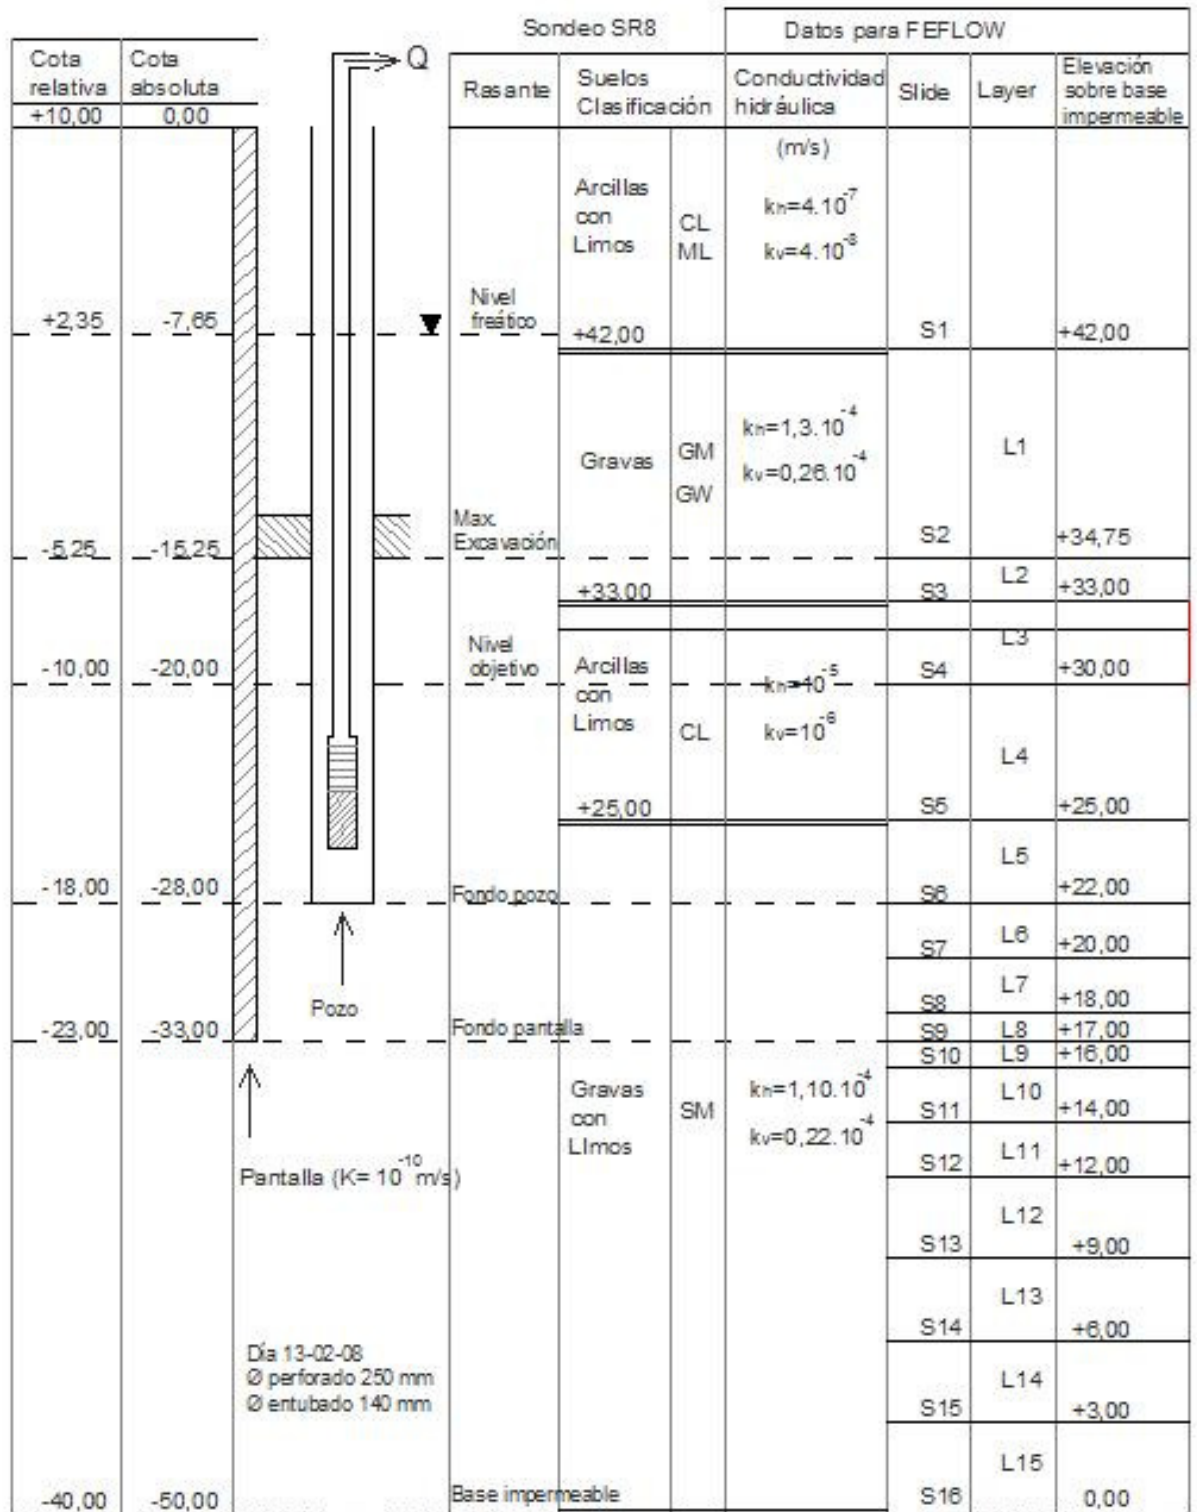 Sondeo SR8
Datos para FEFLOW
Cota relativa
Cota absoluta
Q
Rasante
Suelos Clasificación
Conductividad hidráulica
Slide
Layer
Elevación sobre base impermeable
+10,00
0,00
(m/s)
Arcillas con Limos
CL
ML
kh=4.10-7
kv=4.10-8
+2,35
-7,65
Nivel freático
+42,00
S1
+42,00
Gravas
GM
GW
kh=1,3.10-4
kv=0,26.10-4
L1
-5,25
-15,25
Max. Excavación
S2
+34,75
L2
+33.00
S3
+33,00
L3
-10,00
-20,00
Nivel objetivo
S4
+30,00
Arcillas con Limos
CL
kh=10-5
kv=10-6
L4
+25,00
S5
+25,00
L5
-18,00
-28,00
Fondo pozo
S6
+22,00
L6
S7
+20,00
L7
Pozo
S8
+18,00
-23,00
-33,00
Fondo pantalla
S9
L8
+17,00
S10
L9
+16,00
Gravas con LImos
SM
kh=1,10.10-4
kv=0,22.10-4
L10
S11
+14,00
L11
S12
+12,00
Pantalla (K= 10-10 m/s)
L12
S13
+9,00
L13
S14
+6,00
Día 13-02-08
Ø perforado 250 mm
Ø entubado 140 mm
L14
S15
+3,00
L15
-40,00
-50,00
Base impermeable
S16
0,00